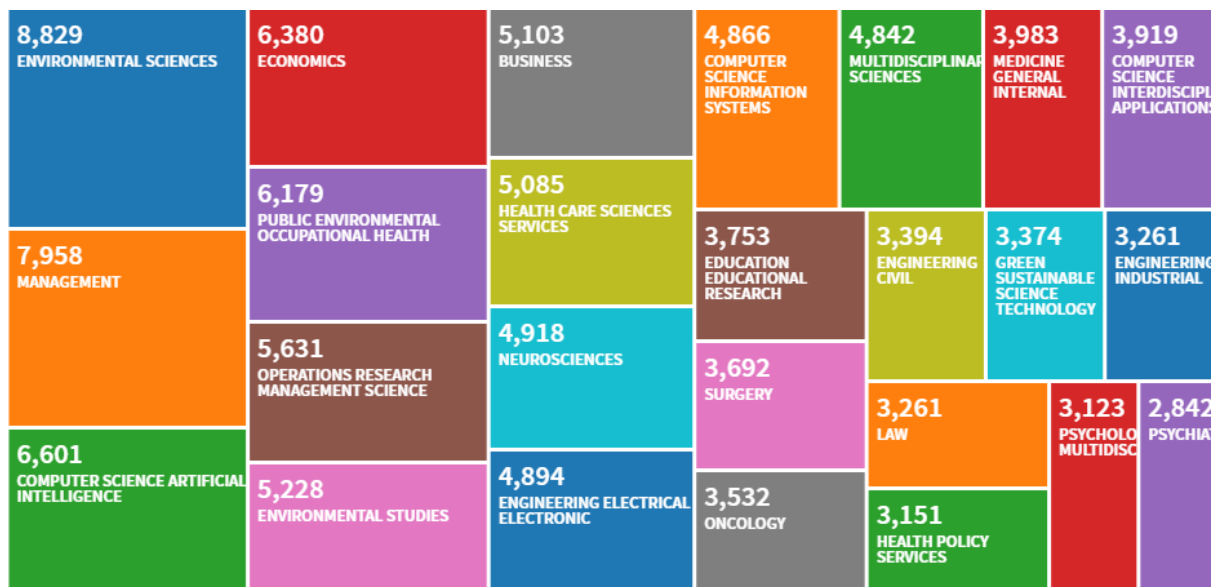 8,829
ENVIRONMENTAL SCIENCES
7,958
MANAGEMENT
6,601
COMPUTER SCIENCE ARTIFICIAL
INTELLIGENCE
6,380
ECONOMICS
6,179
PUBLIC ENVIRONMENTAL
OCCUPATIONAL HEALTH
5,631
OPERATIONS RESEARCH
MANAGEMENT SCIENCE
5,228
ENVIRONMENTAL STUDIES
5,103
BUSINESS
5,085
HEALTH CARE SCIENCES
SERVICES
4,918
NEUROSCIENCES
4,894
ENGINEERING ELECTRICAL
ELECTRONIC
4,866
COMPUTER
SCIENCE
INFORMATION
SYSTEMS
4,842
MULTIDISCIPLINAR
SCIENCES
3,983
MEDICINE
GENERAL
INTERNAL
3,919
COMPUTER
SCIENCE
INTERDISCIPL
APPLICATIONS
3,753
EDUCATION
EDUCATIONAL
RESEARCH
3,692
SURGERY
3,532
ONCOLOGY
3,394
ENGINEERING
CIVIL
3,374
GREEN
SUSTAINABLE
SCIENCE
TECHNOLOGY
3,261
ENGINEERING
INDUSTRIAL
3,261
LAW
3,151
HEALTH POLICY
SERVICES
3,123
PSYCHOLO
MULTIDISC
2,842
PSYCHIAT